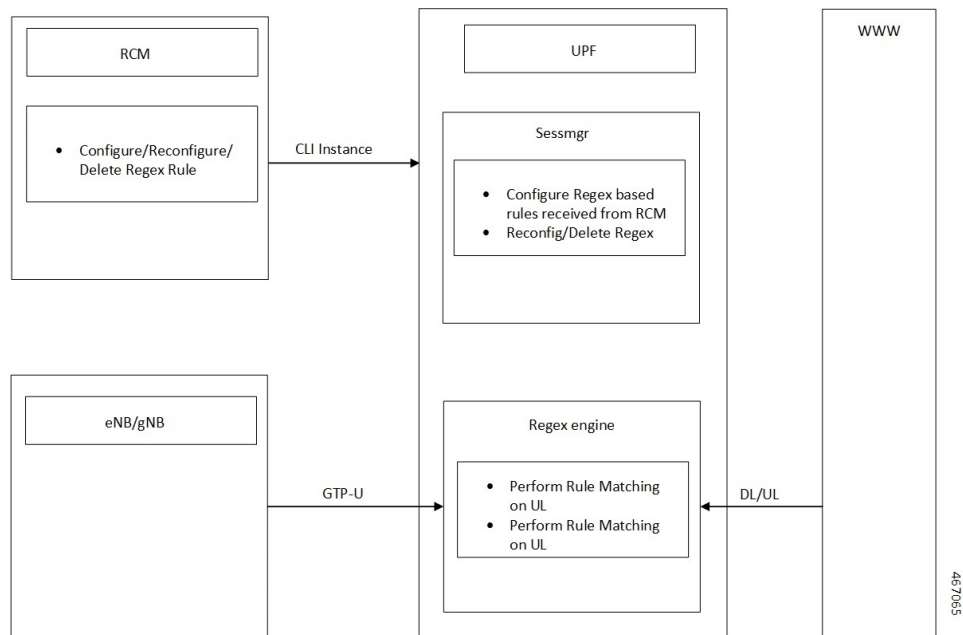 RCM
• Configure/Reconfigure/
Delete Regex Rule
CLI Instance
UPF
Sessmgr
• Configure Regex based
rules received from RCM
• Reconfig/Delete Regex
WWW
eNB/gNB
GTP-U
Regex engine
• Perform Rule Matching
on UL
• Perform Rule Matching
on UL
DL/UL
467065